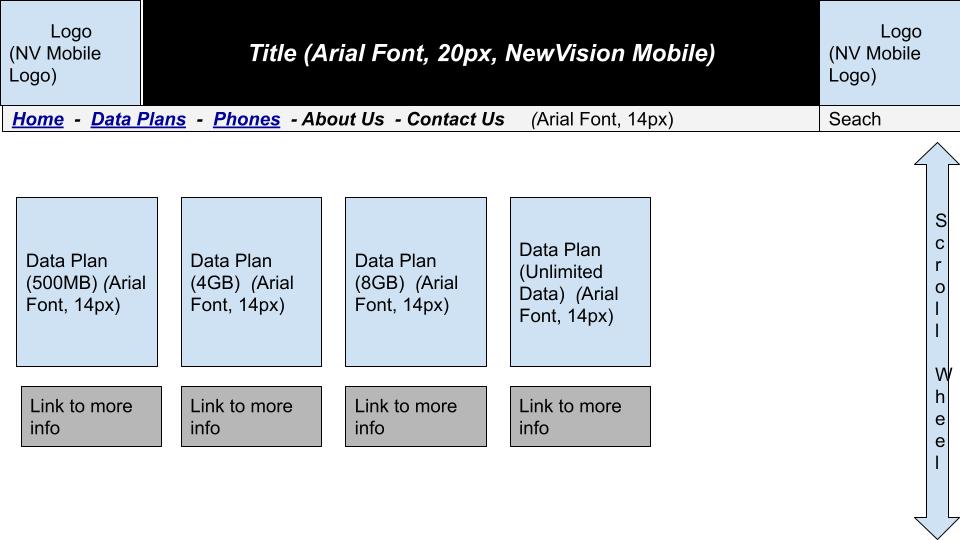 Logo
(NV Mobile
Logo)
Title (Arial Font, 20px, NewVision Mobile)
Logo
(NV Mobile
Logo)
Home - Data Plans - Phones - About Us - Contact Us (Arial Font, 14px)
Seach
Data Plan
(500MB) (Arial
Font, 14px)
Data Plan
(4GB) (Arial
Font, 14px)
Data Plan
(8GB) (Arial
Font, 14px)
Data Plan
(Unlimited
Data) (Arial
Font, 14px)
Link to more
info
Link to more
info
Link to more
info
Link to more
info
Scroll Wheel